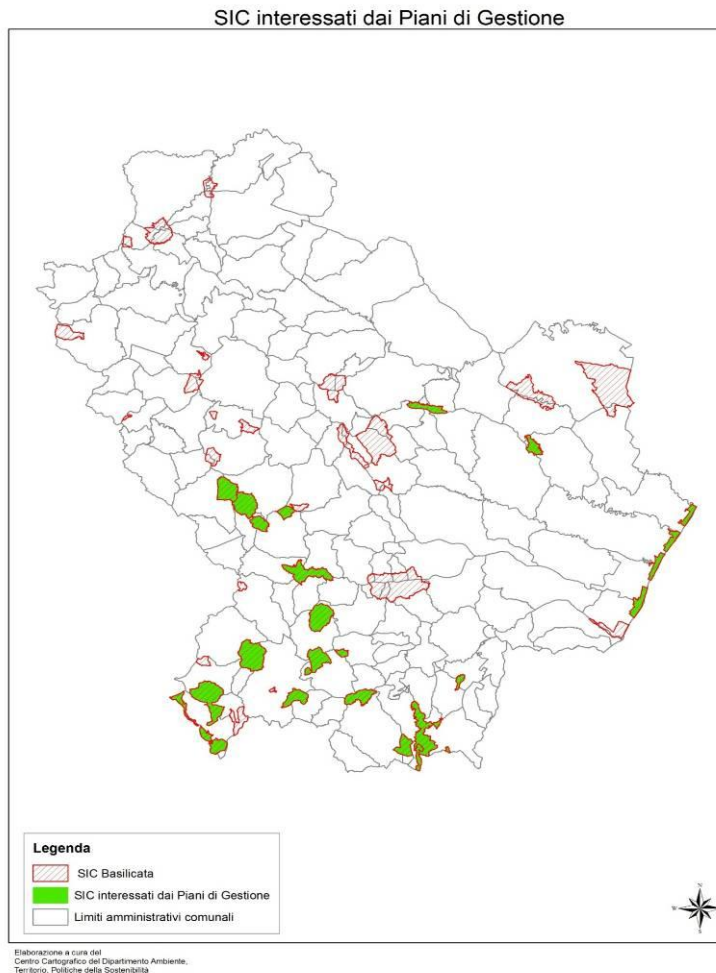 SIC interessati dai Piani di Gestione
Legenda
SIC Basilicata
SIC interessati dai Piani di Gestione
Limiti amministrativi comunali
Elaborazione a cura del
Centro Cartografico del Dipartimento Ambiente,
Territorio, Politiche della Sostenibilità